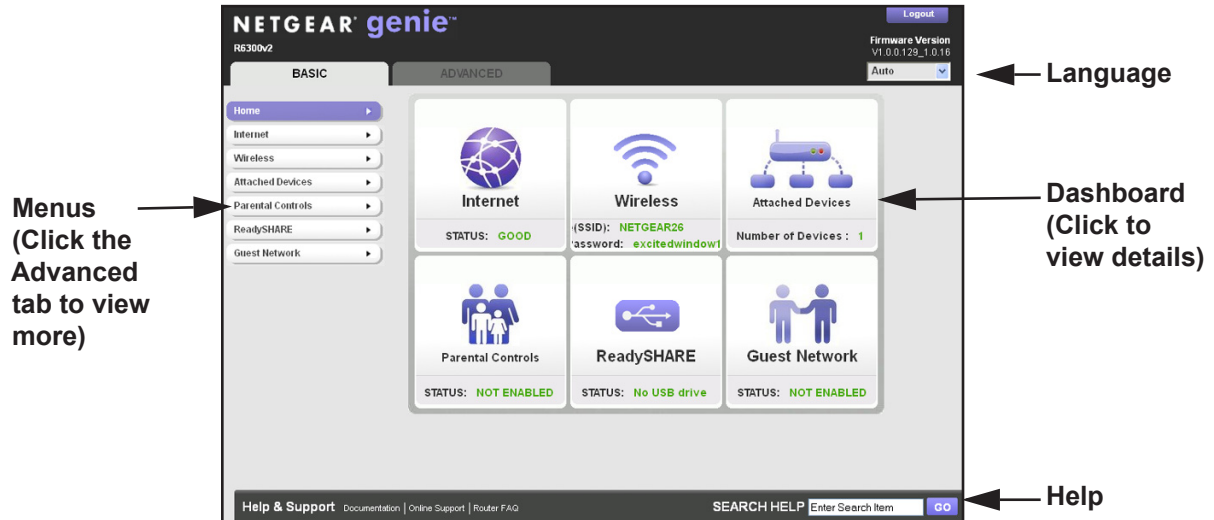 NETGEAR® genie™
R6300v2
Logout
Firmware Version
V1.0.0.129_1.0.16
Auto
BASIC
ADVANCED
Language
Home
Internet
Wireless
Attached Devices
Parental Controls
ReadySHARE
Guest Network
Menus
(Click the
Advanced
tab to view
more)
Internet
STATUS: GOOD
Wireless
(SSID): NETGEAR26
assword: excitedwindow
Attached Devices
Number of Devices : 1
Dashboard
(Click to
view details)
Parental Controls
STATUS: NOT ENABLED
ReadySHARE
STATUS: No USB drive
Guest Network
STATUS: NOT ENABLED
Help & Support Documentation | Online Support | Router FAQ
SEARCH HELP Enter Search Item GO
Help